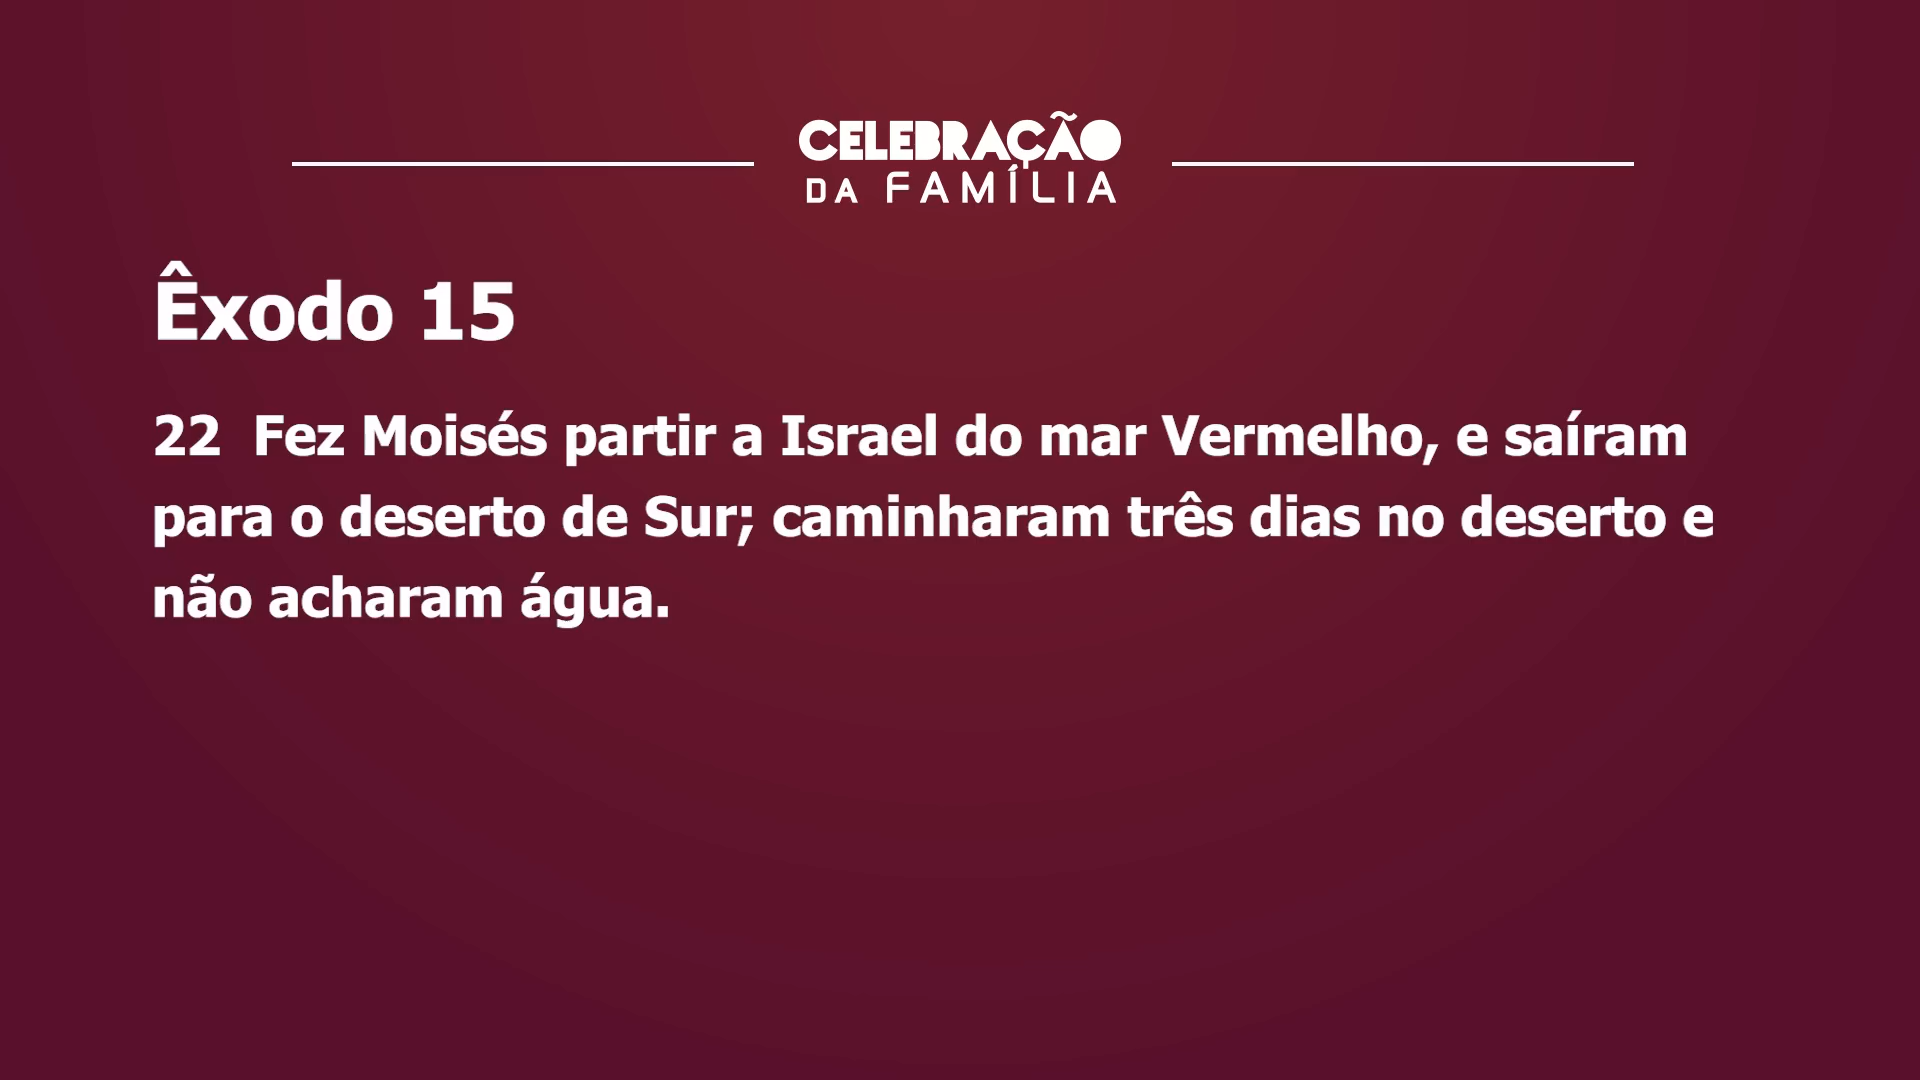 CELEBRAÇÃO
DA FAMÍLIA
Êxodo 15
22  Fez Moisés partir a Israel do mar Vermelho, e saíram
para o deserto de Sur; caminharam três dias no deserto e
não acharam água.